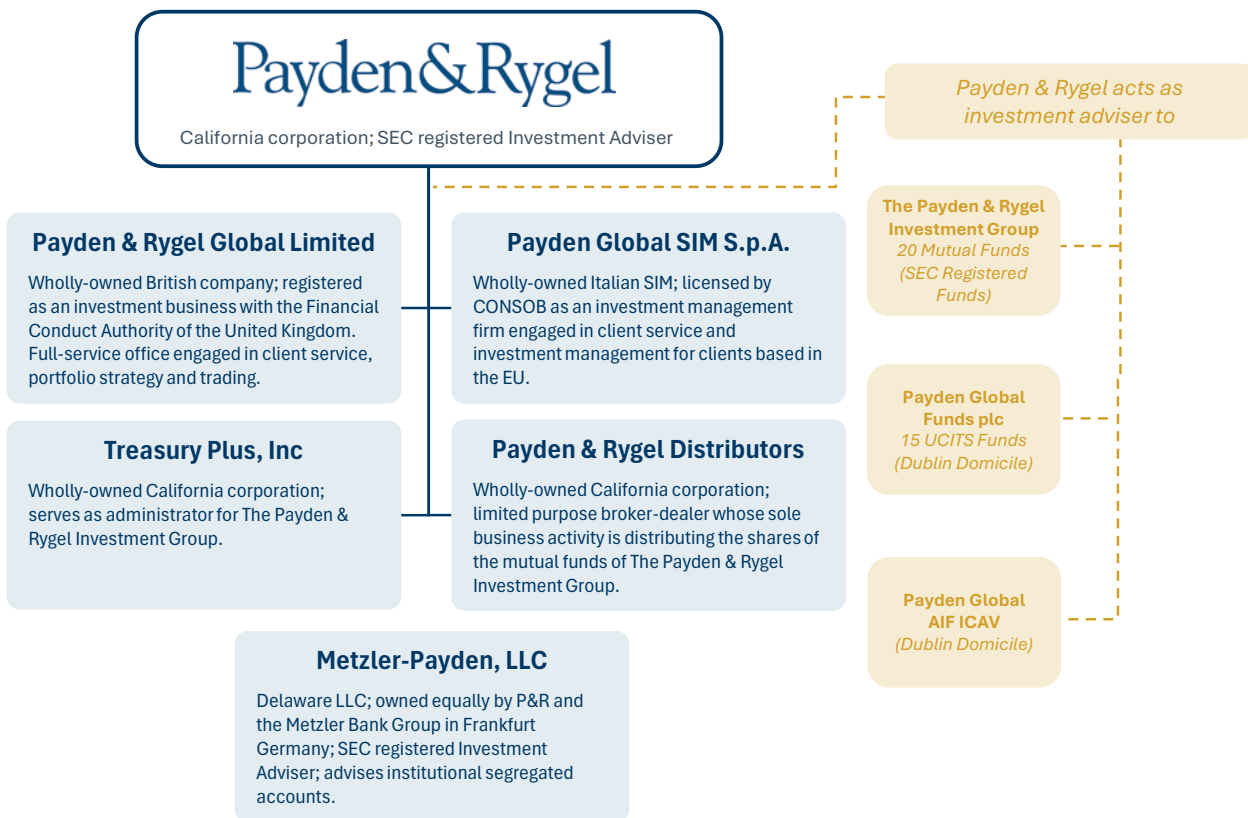 Payden&Rygel
California corporation; SEC registered Investment Adviser
Payden & Rygel acts as
investment adviser to
Payden & Rygel Global Limited
Wholly-owned British company; registered
as an investment business with the Financial
Conduct Authority of the United Kingdom.
Full-service office engaged in client service,
portfolio strategy and trading.
Payden Global SIM S.p.A.
Wholly-owned Italian SIM; licensed by
CONSOB as an investment management
firm engaged in client service and
investment management for clients based in
the EU.
The Payden & Rygel
Investment Group
20 Mutual Funds
(SEC Registered
Funds)
Treasury Plus, Inc
Wholly-owned California corporation;
serves as administrator for The Payden &
Rygel Investment Group.
Payden & Rygel Distributors
Wholly-owned California corporation;
limited purpose broker-dealer whose sole
business activity is distributing the shares of
the mutual funds of The Payden & Rygel
Investment Group.
Payden Global
Funds plc
15 UCITS Funds
(Dublin Domicile)
Metzler-Payden, LLC
Delaware LLC; owned equally by P&R and
the Metzler Bank Group in Frankfurt
Germany; SEC registered Investment
Adviser; advises institutional segregated
accounts.
Payden Global
AIF ICAV
(Dublin Domicile)